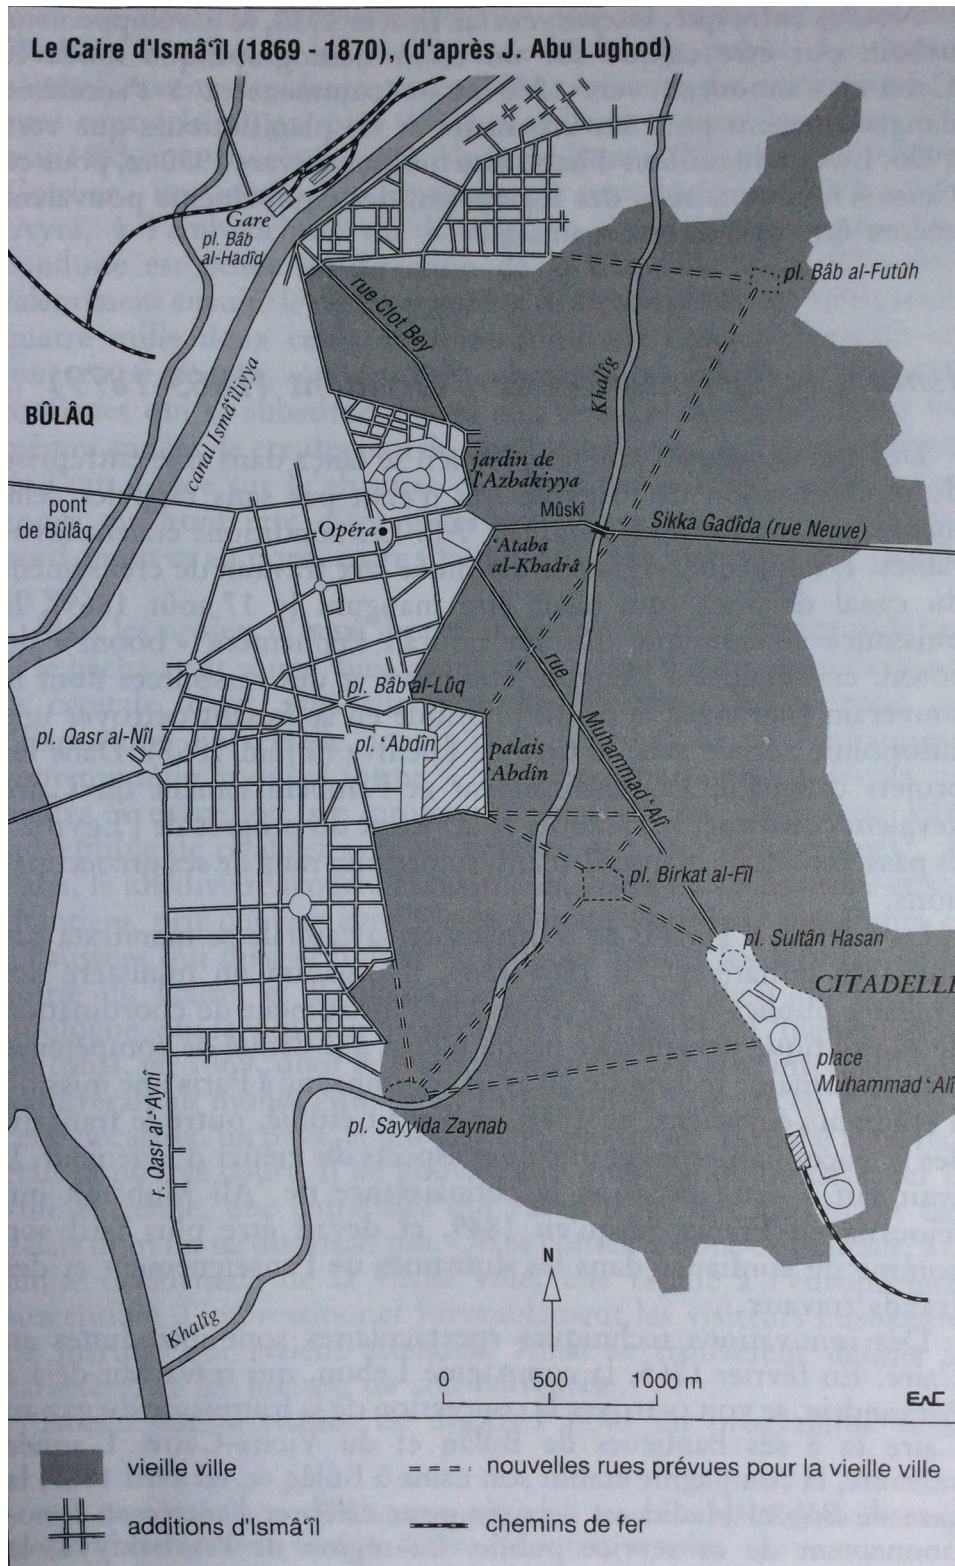 Le Caire d'Ismâ‘îl (1869 - 1870), (d'après J. Abu Lughod)
Gare
pl. Bâb
al-Hadîd
pl. Bâb al-Futûh
rue Clot Bey
Khalîg
canal Ismâ‘îliyya
BÛLÂQ
jardin de
l'Azbakiyya
pont
de Bûlâq
Mûskî
Opéra
Sikka Gadîda (rue Neuve)
‘Ataba
al-Khadrâ
rue Muhammad ‘Alî
pl. Bâb al-Lûq
pl. Qasr al-Nîl
pl. ‘Abdîn
palais
‘Abdîn
pl. Birkat al-Fîl
pl. Sultân Hasan
CITADELLE
place
Muhammad ‘Alî
r. Qasr al-‘Aynî
pl. Sayyida Zaynab
N
Khalîg
0 500 1000 m
EAC
vieille ville
nouvelles rues prévues pour la vieille ville
additions d'Ismâ‘îl
chemins de fer